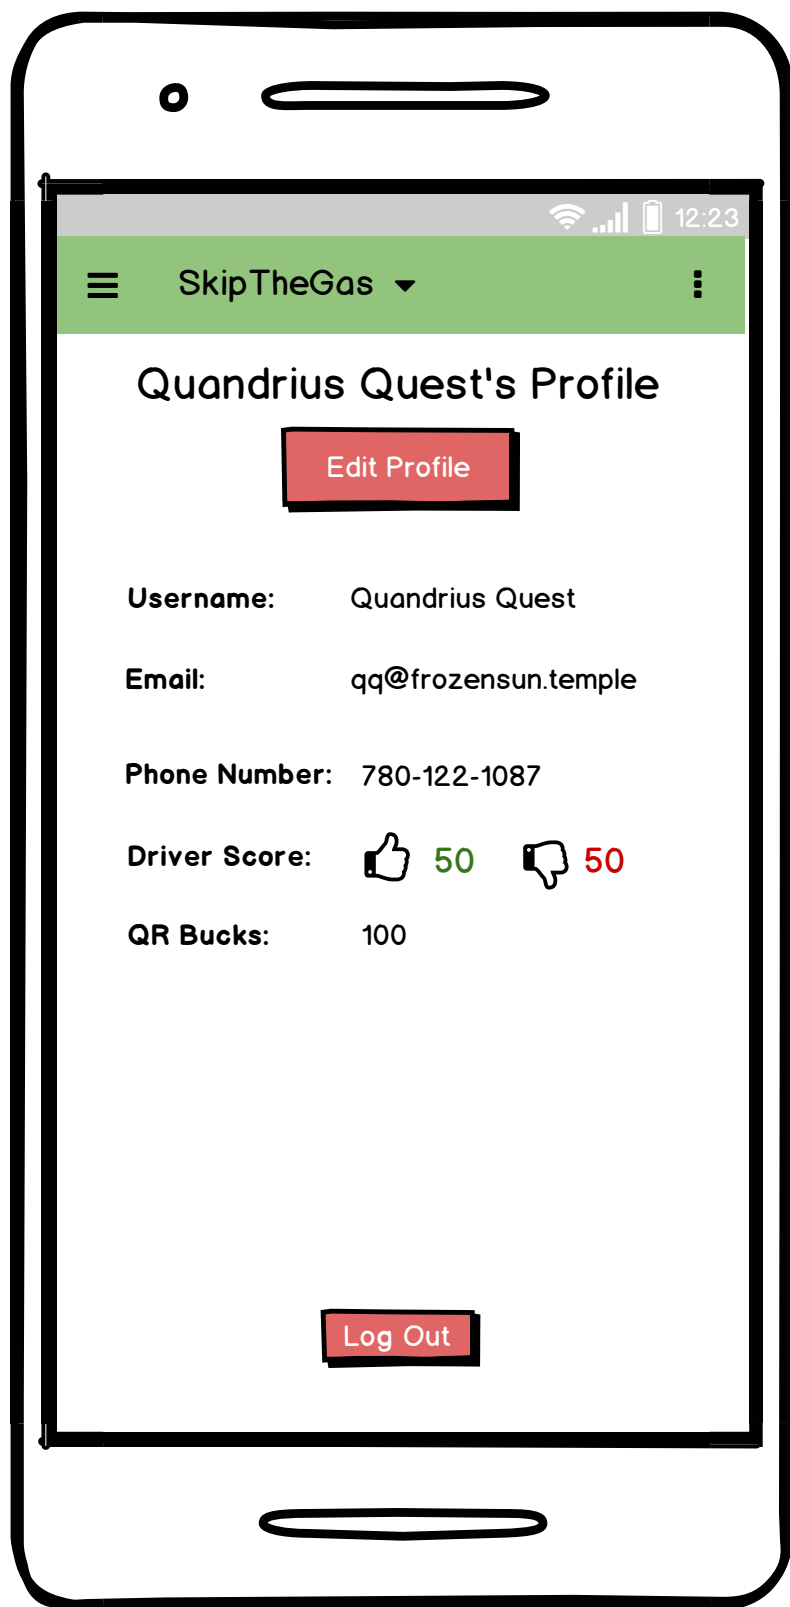 12:23
SkipTheGas
Quandrius Quest's Profile
Edit Profile
Username: Quandrius Quest
Email: qq@frozensun.temple
Phone Number: 780-122-1087
Driver Score: 50 50
QR Bucks: 100
Log Out